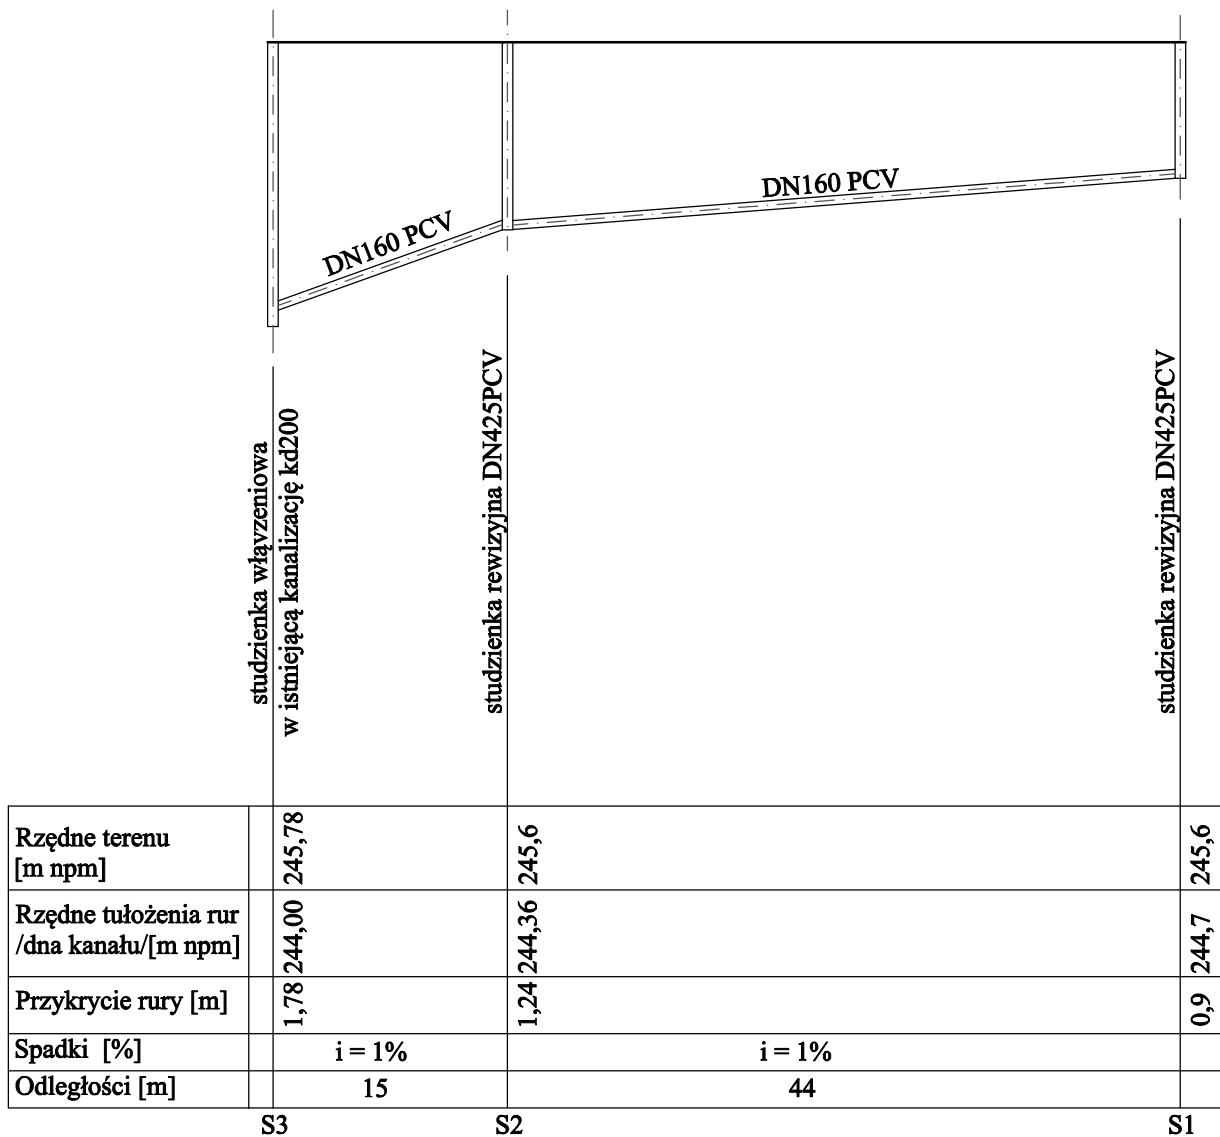 DN160 PCV
DN160 PCV
studzienka włąvzeniowa
w istniejącą kanalizację kd200
studzienka rewizyjna DN425PCV
studzienka rewizyjna DN425PCV
Rzędne terenu
[m npm]
245,78
245,6
245,6
Rzędne tułożenia rur
/dna kanału/[m npm]
244,00
244,36
244,7
Przykrycie rury [m]
1,78
1,24
0,9
Spadki [%]
i = 1%
i = 1%
Odległości [m]
15
44
S3
S2
S1